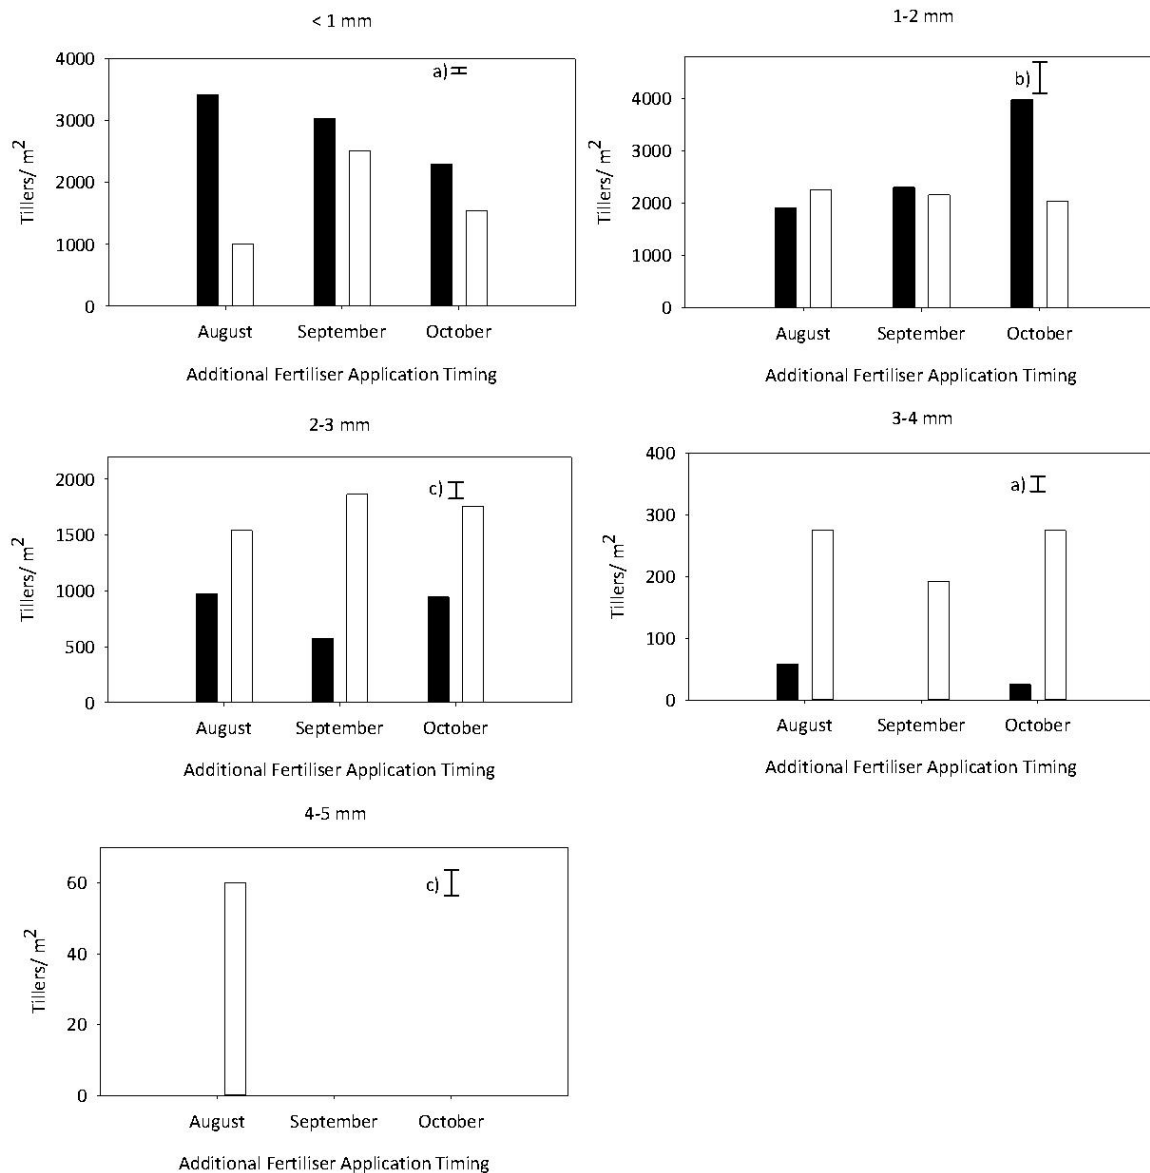 < 1 mm
Tillers/ m²
4000
3000
2000
1000
0
a)
August September October
Additional Fertiliser Application Timing
1-2 mm
Tillers/ m²
4000
3000
2000
1000
0
b)
August September October
Additional Fertiliser Application Timing
2-3 mm
Tillers/ m²
2000
1500
1000
500
0
c)
August September October
Additional Fertiliser Application Timing
3-4 mm
Tillers/ m²
400
300
200
100
0
a)
August September October
Additional Fertiliser Application Timing
4-5 mm
Tillers/ m²
60
40
20
0
c)
August September October
Additional Fertiliser Application Timing